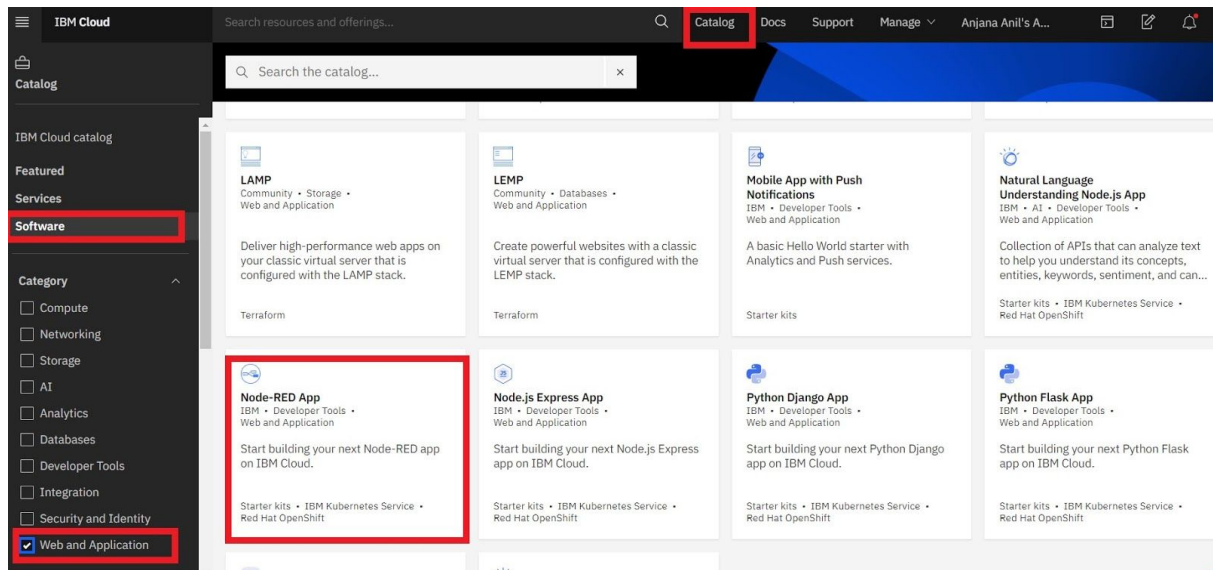 IBM Cloud
Search resources and offerings...
Catalog
Docs
Support
Manage
Anjana Anil's A...
Catalog
IBM Cloud catalog
Featured
Services
Software
Category
Compute
Networking
Storage
AI
Analytics
Databases
Developer Tools
Integration
Security and Identity
Web and Application
Search the catalog...
LAMP
Community • Storage •
Web and Application
Deliver high-performance web apps on
your classic virtual server that is
configured with the LAMP stack.
Terraform
LEMP
Community • Databases •
Web and Application
Create powerful websites with a classic
virtual server that is configured with the
LEMP stack.
Terraform
Mobile App with Push
Notifications
IBM • Developer Tools •
Web and Application
A basic Hello World starter with
Analytics and Push services.
Starter kits
Natural Language
Understanding Node.js App
IBM • AI • Developer Tools •
Web and Application
Collection of APIs that can analyze text
to help you understand its concepts,
entities, keywords, sentiment, and can...
Starter kits • IBM Kubernetes Service •
Red Hat OpenShift
Node-RED App
IBM • Developer Tools •
Web and Application
Start building your next Node-RED app
on IBM Cloud.
Starter kits • IBM Kubernetes Service •
Red Hat OpenShift
Node.js Express App
IBM • Developer Tools •
Web and Application
Start building your next Node.js Express
app on IBM Cloud.
Starter kits • IBM Kubernetes Service •
Red Hat OpenShift
Python Django App
IBM • Developer Tools •
Web and Application
Start building your next Python Django
app on IBM Cloud.
Starter kits • IBM Kubernetes Service •
Red Hat OpenShift
Python Flask App
IBM • Developer Tools •
Web and Application
Start building your next Python Flask
app on IBM Cloud.
Starter kits • IBM Kubernetes Service •
Red Hat OpenShift